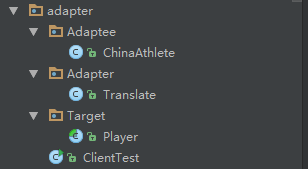 adapter
Adaptee
ChinaAthlete
Adapter
Translate
Target
Player
ClientTest